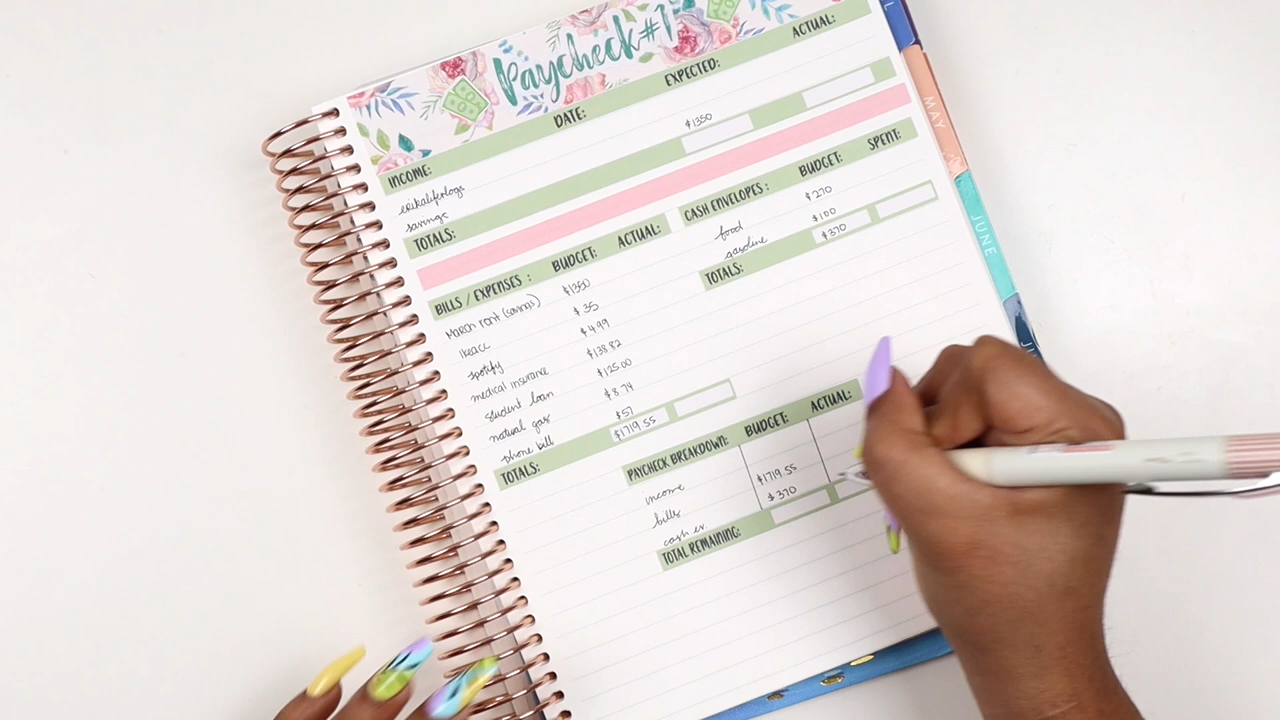 Paycheck #1
INCOME: DATE: EXPECTED: ACTUAL:
erikaliferlogs
savings $1350
TOTALS:
BILLS / EXPENSES : BUDGET: ACTUAL:
March rent (savings) $1350
$35
spotify $4.99
medical insurance $138.82
student loan $125.00
natural gas $8.74
phone bill $57
TOTALS: $1719.55
CASH ENVELOPES : BUDGET: SPENT:
food $270
gasoline $100
TOTALS: $370
PAYCHECK BREAKDOWN: BUDGET: ACTUAL:
income
bills $1719.55
cash ev. $370
TOTAL REMAINING:
MAY
JUNE